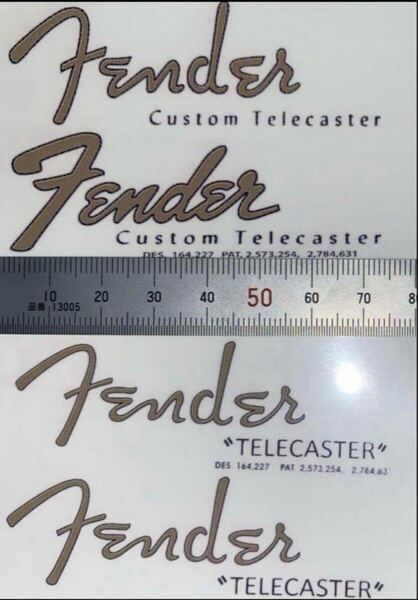 Fender
Custom Telecaster
Fender
Custom Telecaster
DES. 164,227 PAT. 2,573,254, 2,784,631
10 20 30 40 50 60 70 8
品番 13005
Fender
"TELECASTER"
DES. 164.227 PAT 2,573.254, 2,784,63
Fender
"TELECASTER"